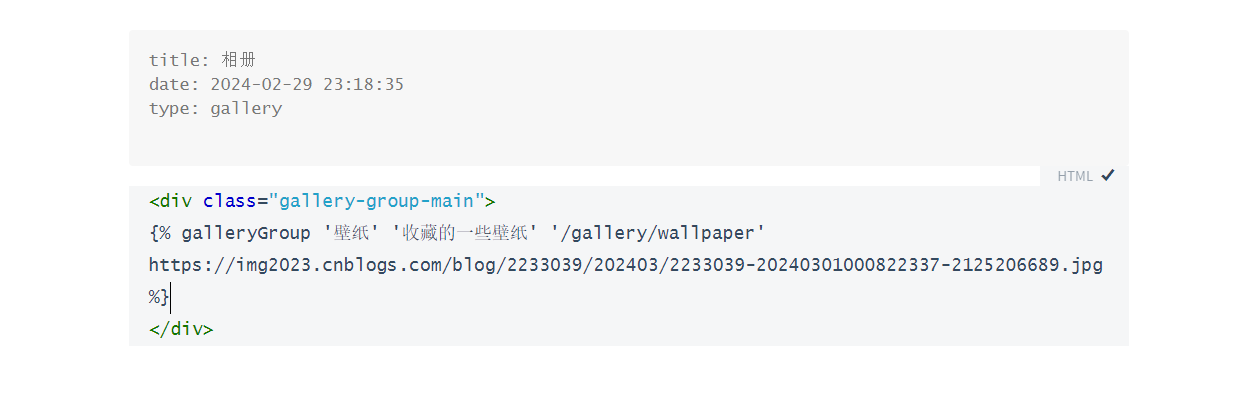 title: 相册
date: 2024-02-29 23:18:35
type: gallery
HTML
<div class="gallery-group-main">
{% galleryGroup '壁纸' '收藏的一些壁纸' '/gallery/wallpaper'
https://img2023.cnblogs.com/blog/2233039/202403/2233039-20240301000822337-2125206689.jpg
%}
</div>